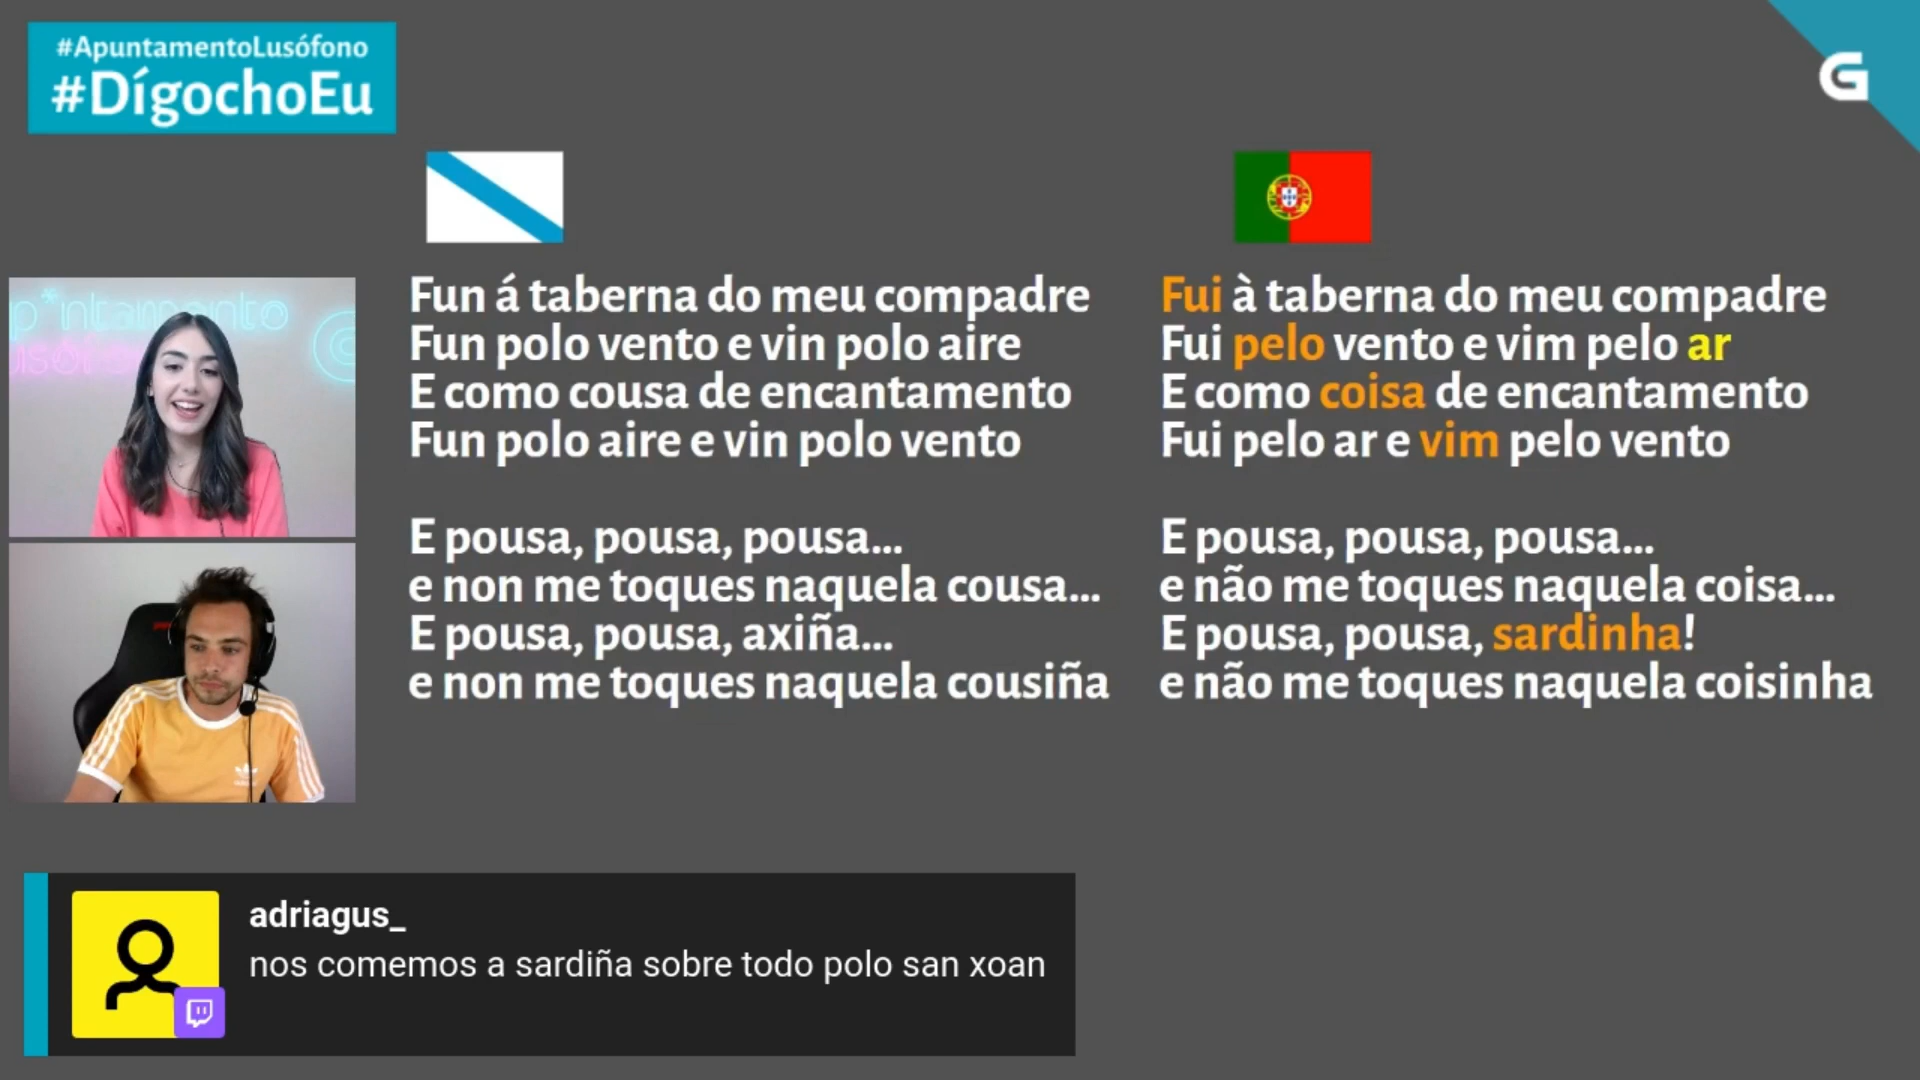 #ApuntamentoLusófono
#DígochoEu
Fun á taberna do meu compadre
Fun polo vento e vin polo aire
E como cousa de encantamento
Fun polo aire e vin polo vento
E pousa, pousa, pousa...
e non me toques naquela cousa...
E pousa, pousa, axiña...
e non me toques naquela cousiña
Fui à taberna do meu compadre
Fui pelo vento e vim pelo ar
E como coisa de encantamento
Fui pelo ar e vim pelo vento
E pousa, pousa, pousa...
e não me toques naquela coisa...
E pousa, pousa, sardinha!
e não me toques naquela coisinha
adriagus_
nos comemos a sardiña sobre todo polo san xoan